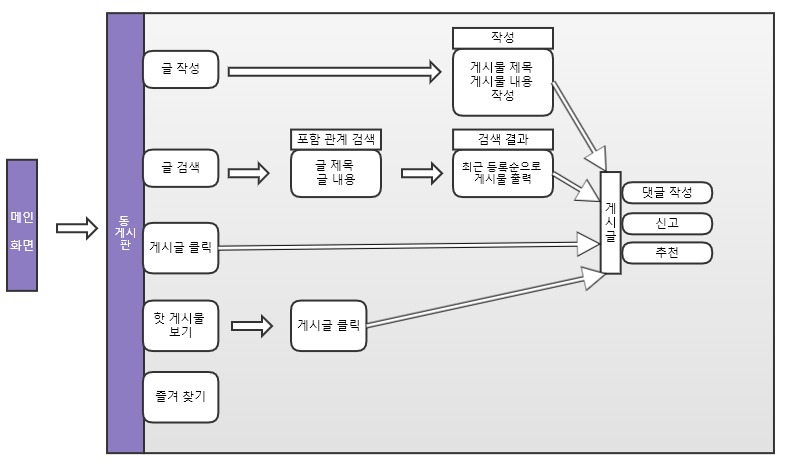 메인
화면
동
게시
판
글 작성
작성
게시물 제목
게시물 내용
작성
글 검색
포함 관계 검색
글 제목
글 내용
검색 결과
최근 등록순으로
게시물 출력
게시글 클릭
핫 게시물
보기
게시글 클릭
즐겨 찾기
게
시
글
댓글 작성
신고
추천